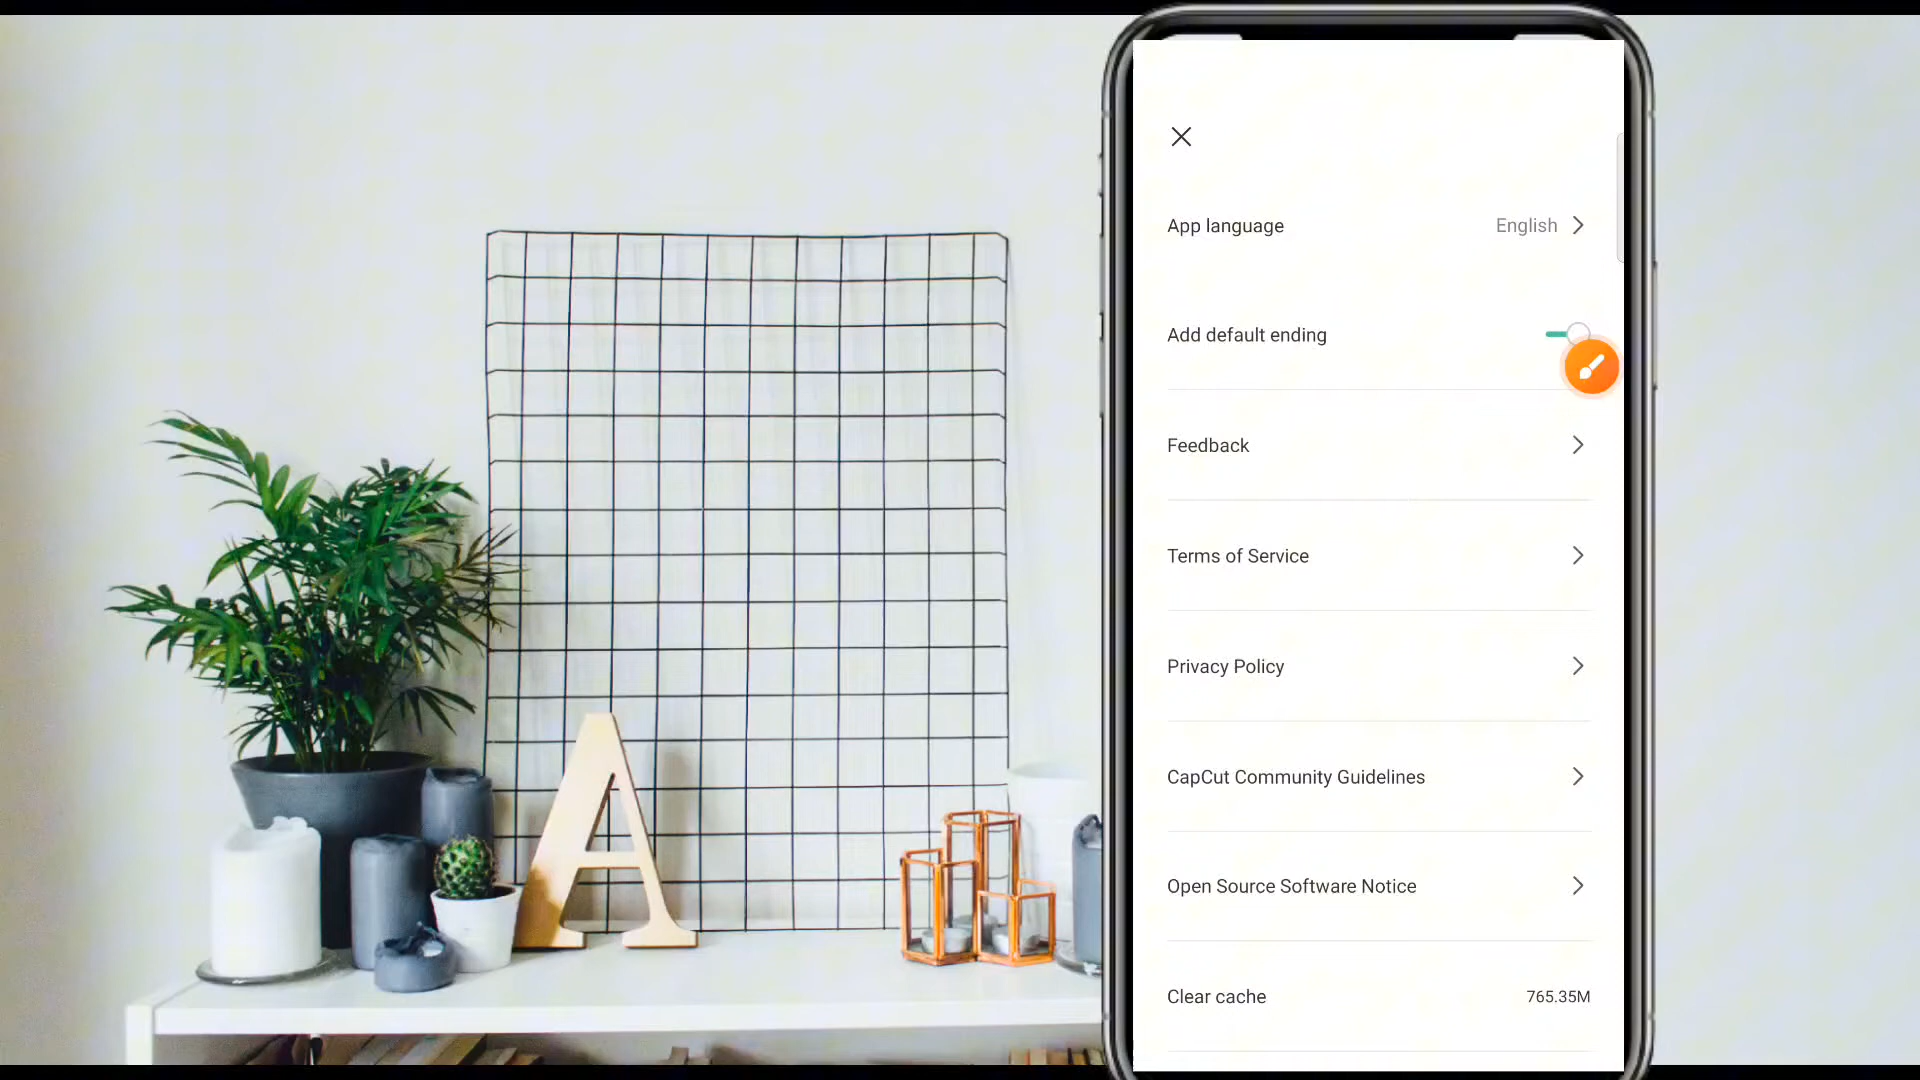 App language English
Add default ending
Feedback
Terms of Service
Privacy Policy
CapCut Community Guidelines
Open Source Software Notice
Clear cache 765.35M
A